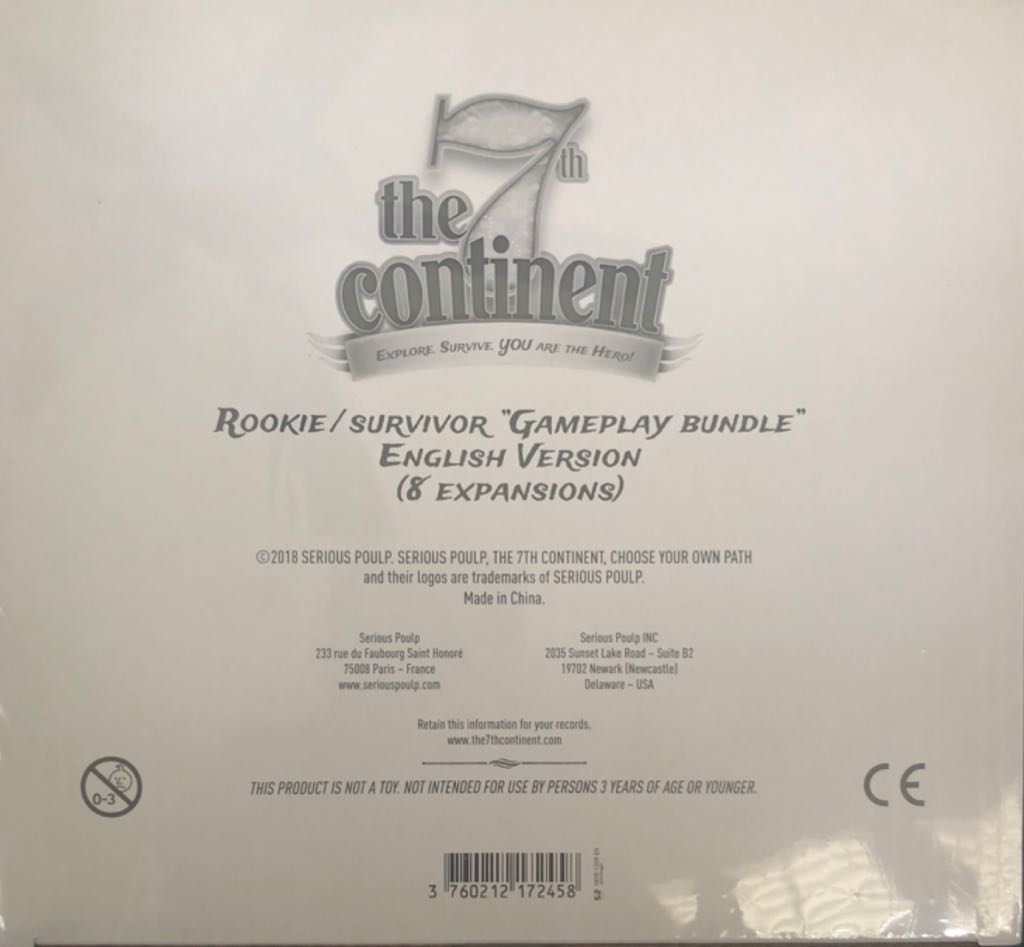 the 7th
continent
EXPLORE. SURVIVE. YOU ARE THE HERO!
ROOKIE / SURVIVOR "GAMEPLAY BUNDLE"
ENGLISH VERSION
(8 EXPANSIONS)
©2018 SERIOUS POULP. SERIOUS POULP, THE 7TH CONTINENT, CHOOSE YOUR OWN PATH
and their logos are trademarks of SERIOUS POULP.
Made in China.
Serious Poulp
233 rue du Faubourg Saint Honoré
75008 Paris – France
www.seriouspoulp.com
Serious Poulp INC
2035 Sunset Lake Road – Suite B2
19702 Newark (Newcastle)
Delaware – USA
Retain this information for your records.
www.the7thcontinent.com
0-3
THIS PRODUCT IS NOT A TOY. NOT INTENDED FOR USE BY PERSONS 3 YEARS OF AGE OR YOUNGER.
CE
3 760212 172458